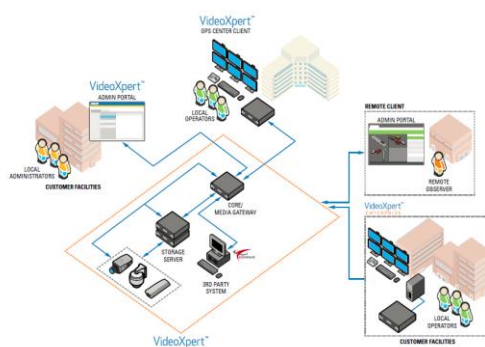 VideoXpert™
OPS CENTER CLIENT
LOCAL
OPERATORS
VideoXpert™
ADMIN PORTAL
LOCAL
ADMINISTRATORS
CUSTOMER FACILITIES
REMOTE CLIENT
ADMIN PORTAL
REMOTE
OBSERVER
CORE/
MEDIA GATEWAY
STORAGE
SERVER
3RD PARTY
SYSTEM
VideoXpert™
ENTERPRISE
LOCAL
OPERATORS
CUSTOMER FACILITIES
VideoXpert™